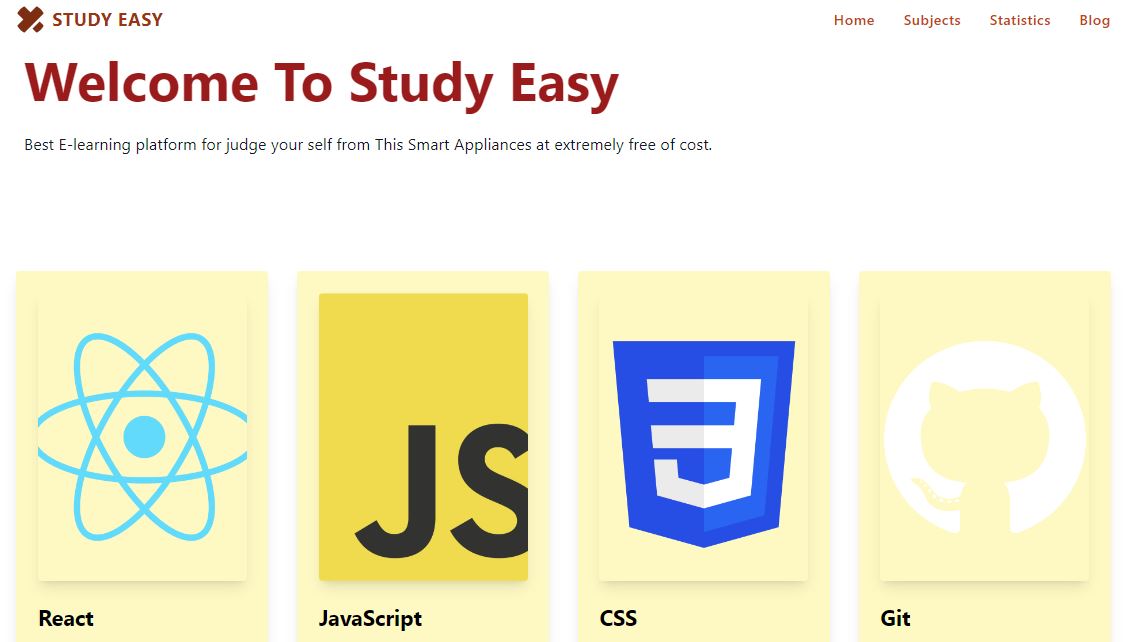 STUDY EASY
Home Subjects Statistics Blog
Welcome To Study Easy
Best E-learning platform for judge your self from This Smart Appliances at extremely free of cost.
JS
React JavaScript CSS Git